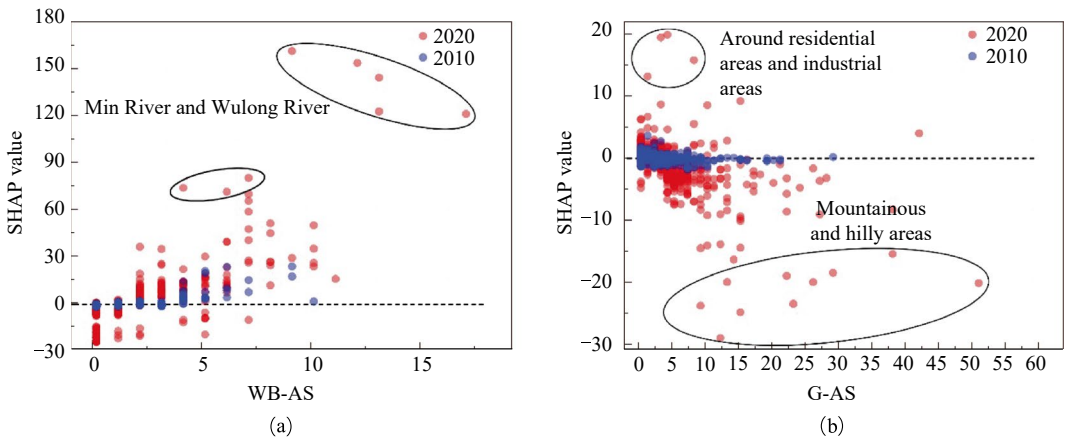 180
150
120
90
60
30
0
−30
SHAP value
2020
2010
Min River and Wulong River
0
5
10
15
WB-AS
(a)
20
10
0
−10
−20
−30
SHAP value
Around residential
areas and industrial
areas
2020
2010
Mountainous
and hilly areas
0
5
10
15
20
25
30
35
40
45
50
55
60
G-AS
(b)